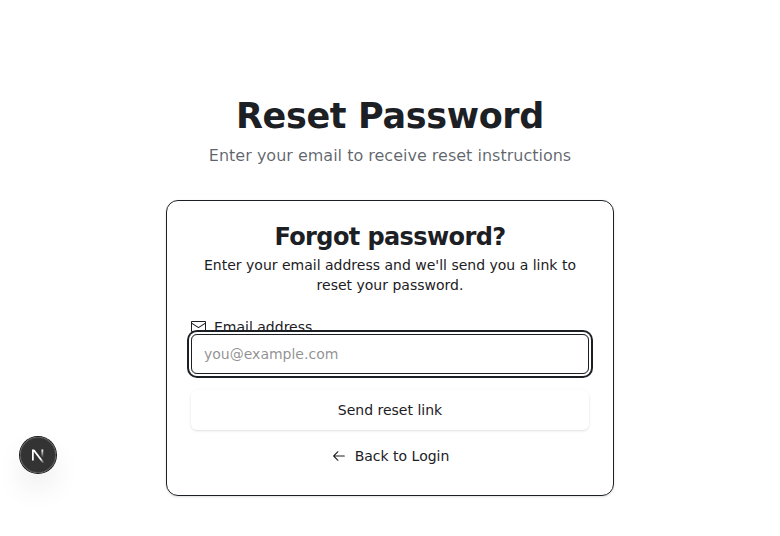 Reset Password
Enter your email to receive reset instructions
Forgot password?
Enter your email address and we'll send you a link to
reset your password.
Email address
you@example.com
Send reset link
Back to Login
N